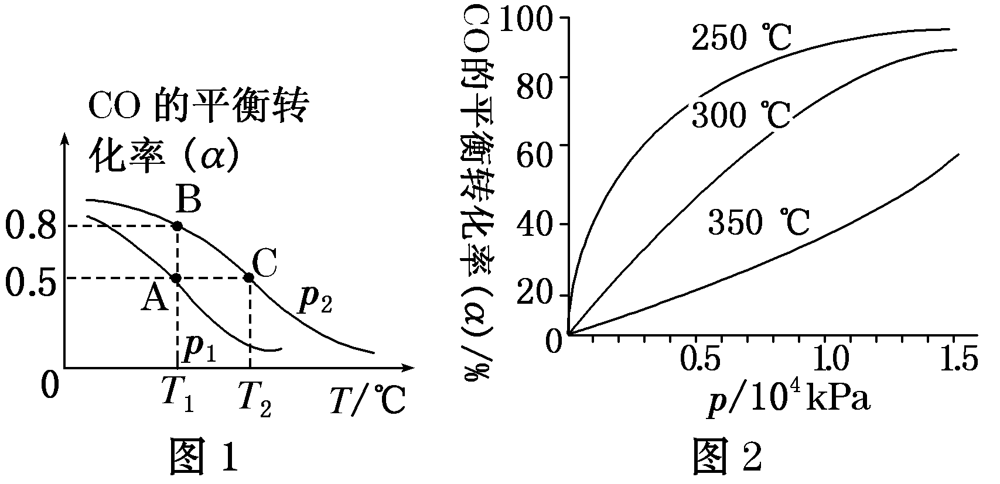 CO 的平衡转
化率 (α)
0.8
0.5
0
B
A
C
p₁
p₂
T₁
T₂
T/℃
图 1
CO的平衡转化率(α)/%
100
80
60
40
20
0
250 ℃
300 ℃
350 ℃
0.5
1.0
1.5
p/10⁴ kPa
图 2